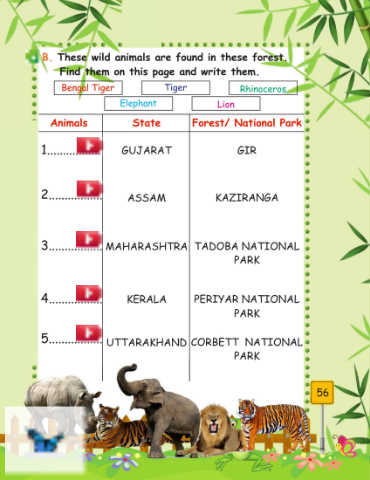 B. These wild animals are found in these forest.
Find them on this page and write them.
Bengal Tiger Tiger Rhinoceros
Elephant Lion
Animals State Forest/ National Park
1............ GUJARAT GIR
2............ ASSAM KAZIRANGA
3............ MAHARASHTRA TADOBA NATIONAL
PARK
4............ KERALA PERIYAR NATIONAL
PARK
5............ UTTARAKHAND CORBETT NATIONAL
PARK
56